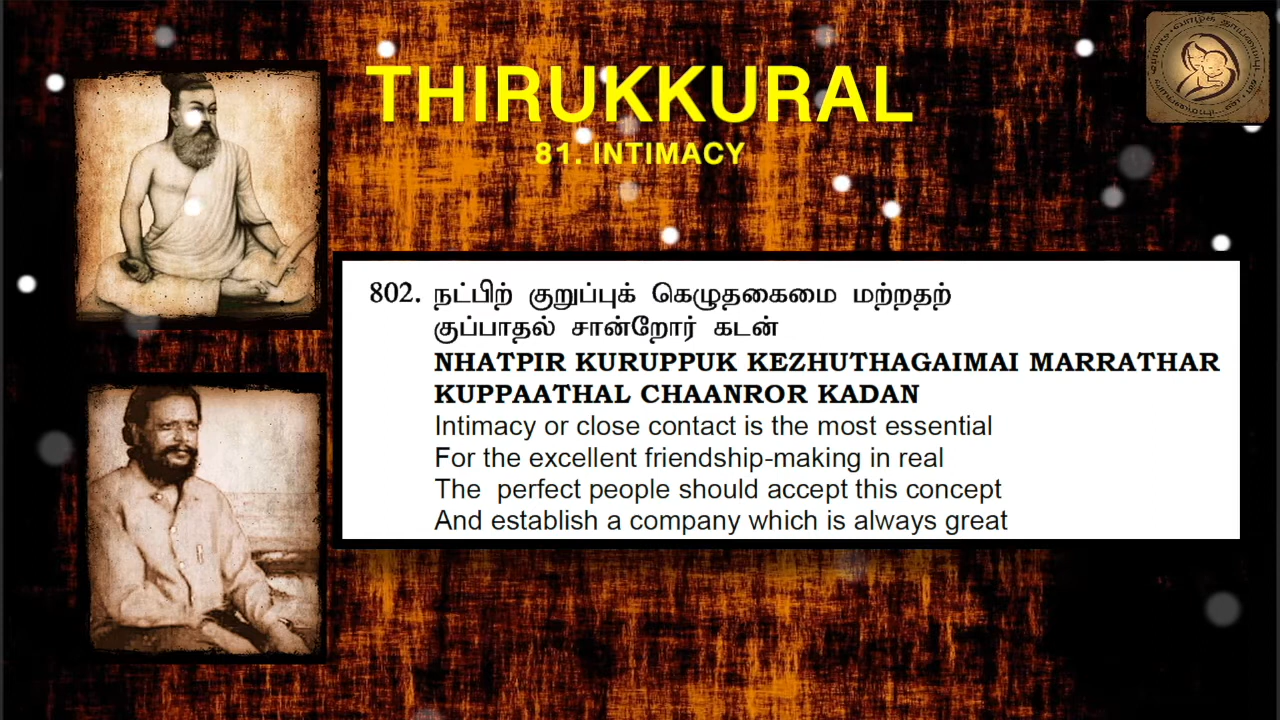 THIRUKKURAL
81. INTIMACY
802. நட்பிற் குறுப்புக் கெழுதகைமை மற்றதற்
குப்பாதல் சான்றோர் கடன்
NHATPIR KURUPPUK KEZHUTHAGAIMAI MARRATHAR
KUPPAATHAL CHAANROR KADAN
Intimacy or close contact is the most essential
For the excellent friendship-making in real
The  perfect people should accept this concept
And establish a company which is always great